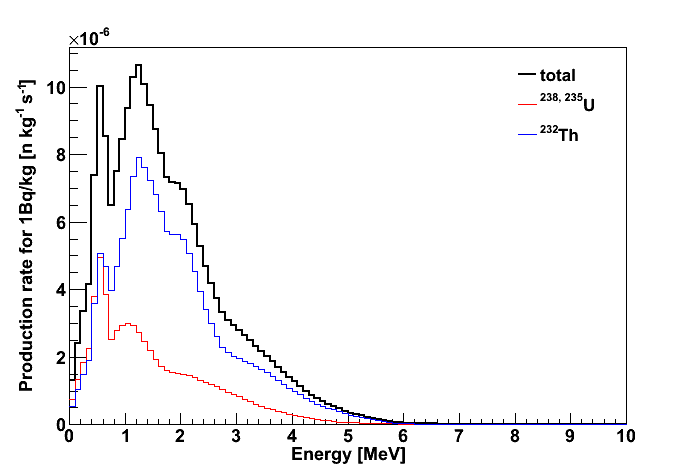 ×10⁻⁶
Production rate for 1Bq/kg [n kg⁻¹ s⁻¹]
10
8
6
4
2
0
total
²³⁸, ²³⁵U
²³²Th
0 1 2 3 4 5 6 7 8 9 10
Energy [MeV]